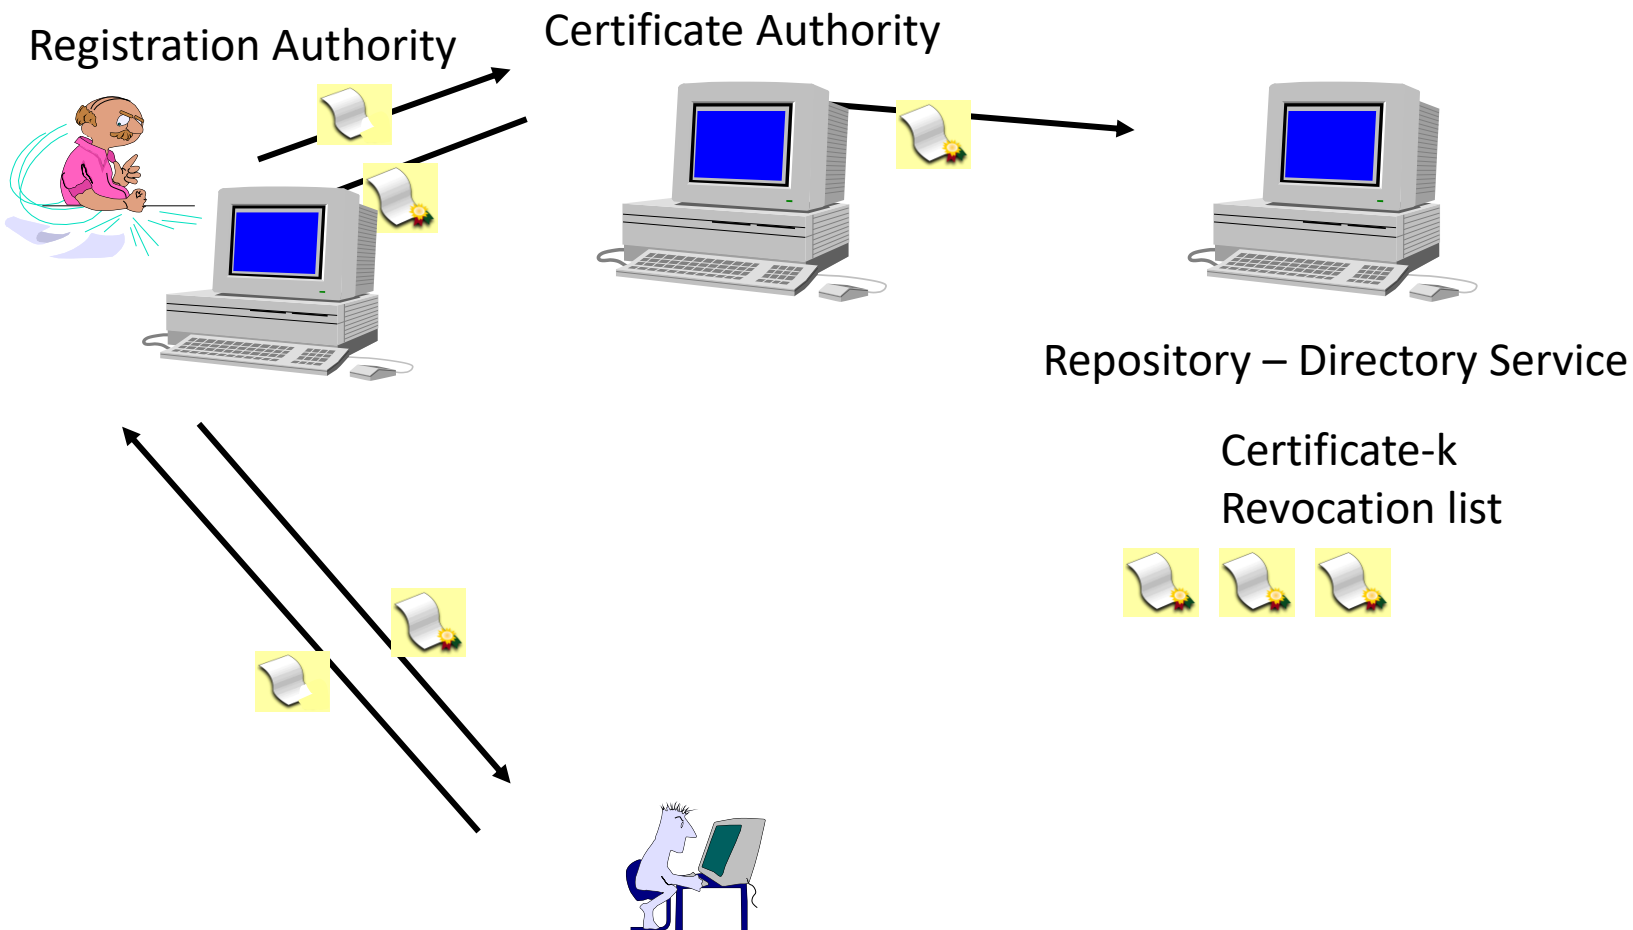 Registration Authority
Certificate Authority
Repository – Directory Service
Certificate-k
Revocation list